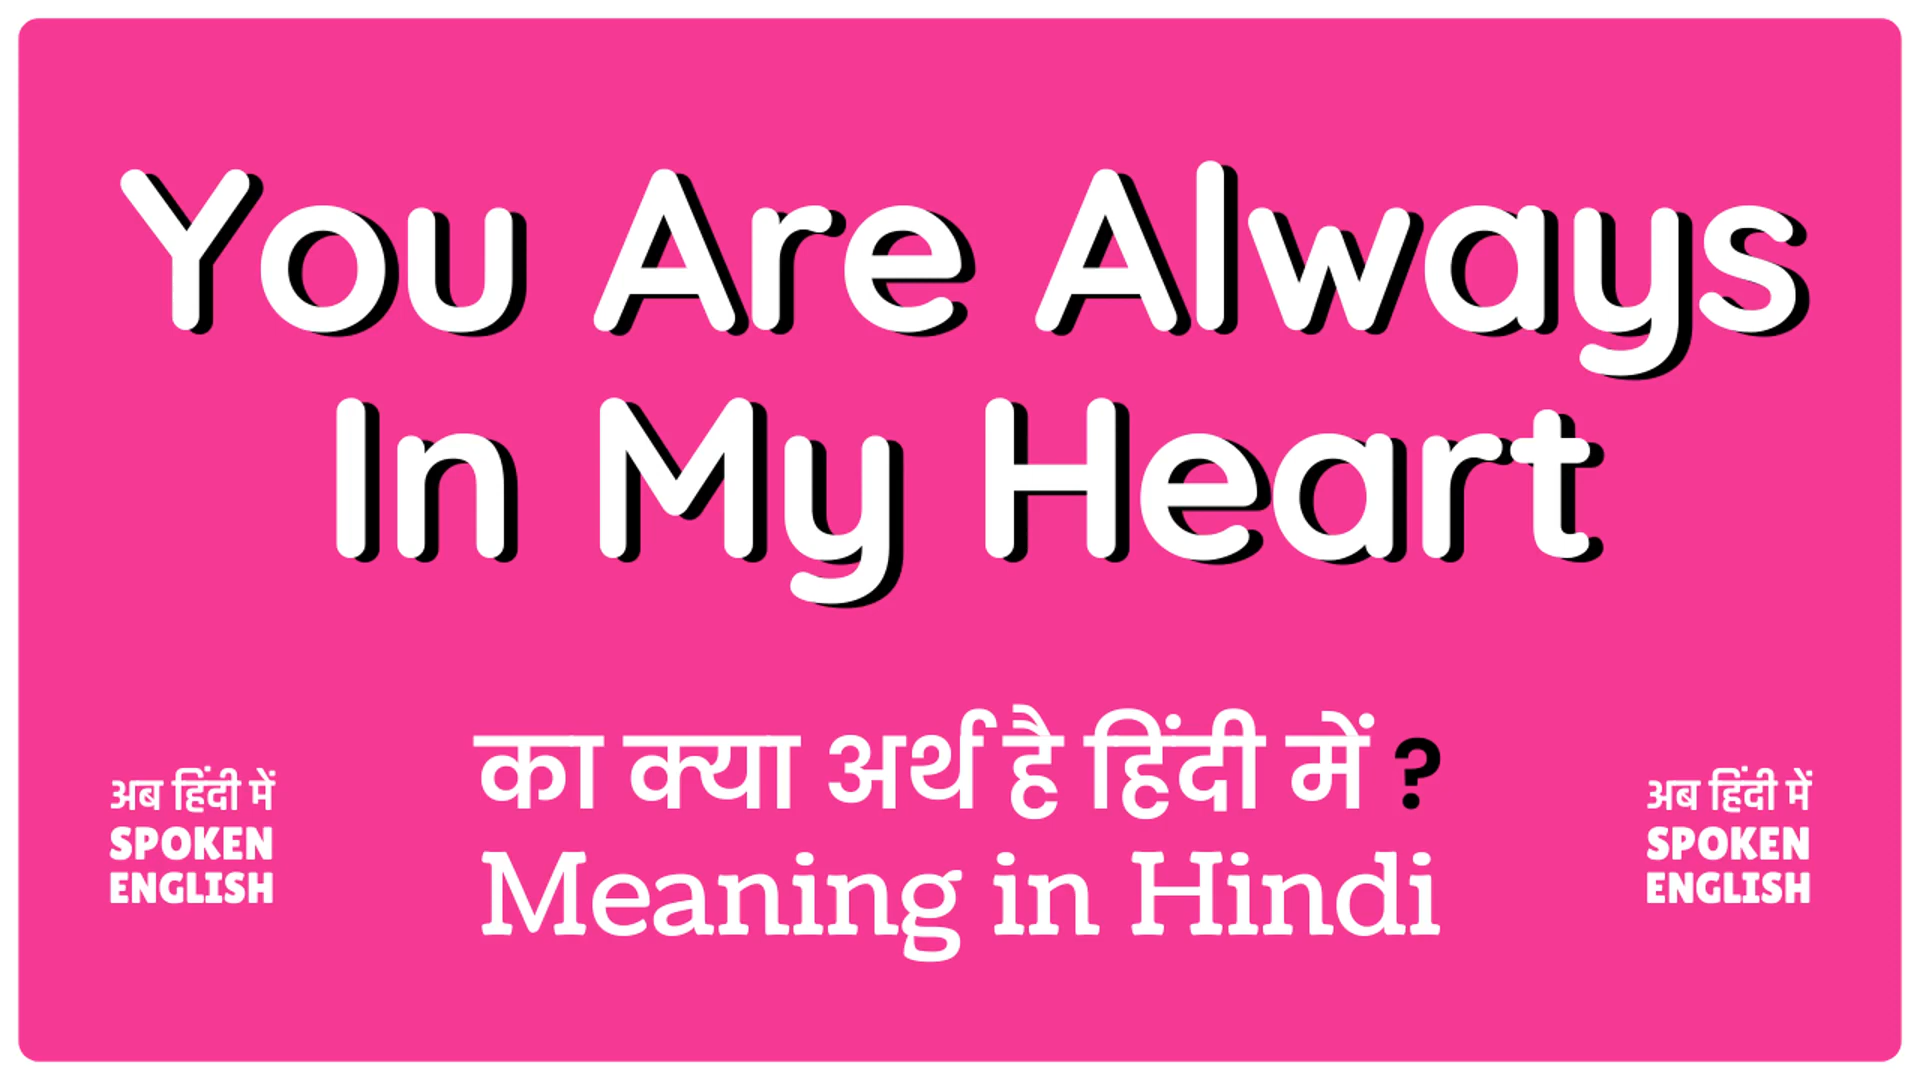 You Are Always
In My Heart
का क्या अर्थ है हिंदी में ?
Meaning in Hindi
अब हिंदी में
SPOKEN
ENGLISH
अब हिंदी में
SPOKEN
ENGLISH